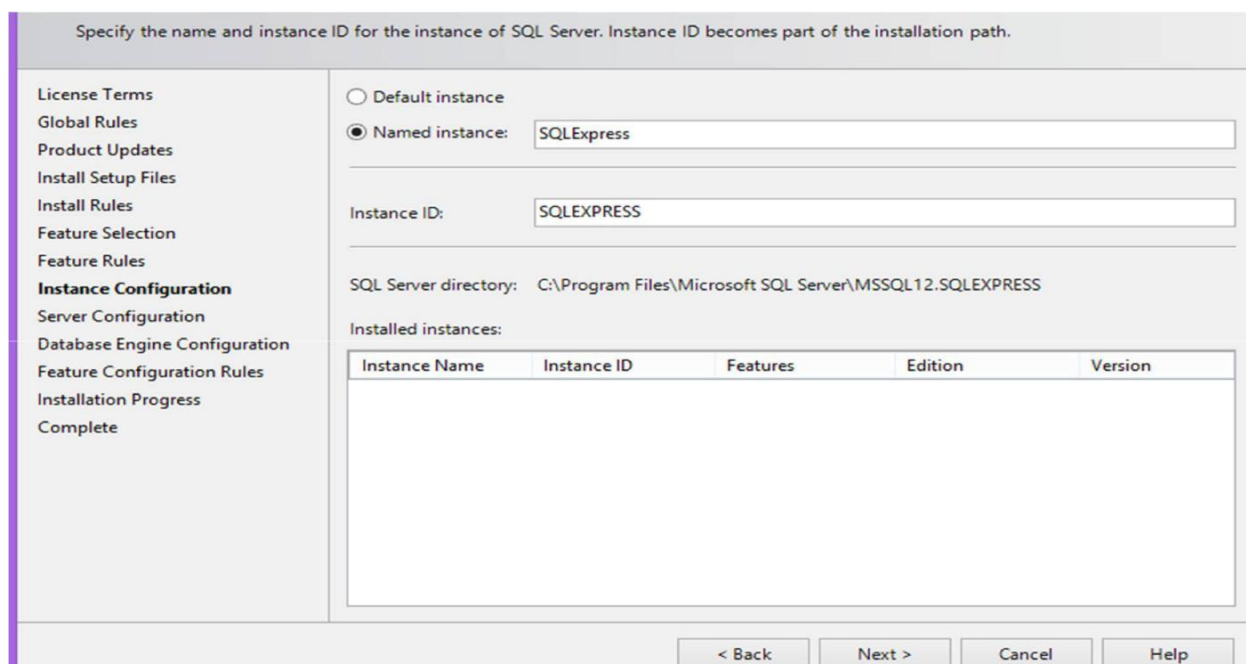 Specify the name and instance ID for the instance of SQL Server. Instance ID becomes part of the installation path.
License Terms
Global Rules
Product Updates
Install Setup Files
Install Rules
Feature Selection
Feature Rules
Instance Configuration
Server Configuration
Database Engine Configuration
Feature Configuration Rules
Installation Progress
Complete
Default instance
Named instance: SQLExpress
Instance ID: SQLEXPRESS
SQL Server directory: C:\Program Files\Microsoft SQL Server\MSSQL12.SQLEXPRESS
Installed instances:
Instance Name Instance ID Features Edition Version
< Back Next > Cancel Help